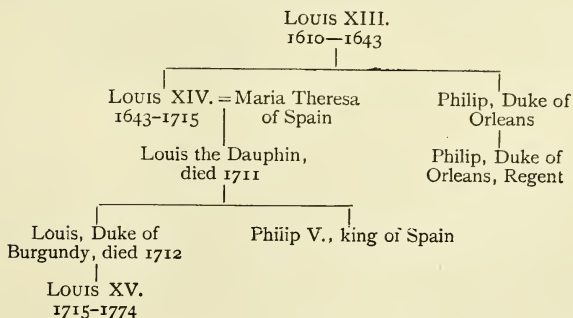 LOUIS XIII.
1610—1643
LOUIS XIV. = Maria Theresa
1643-1715 of Spain
Philip, Duke of
Orleans
Louis the Dauphin,
died 1711
Philip, Duke of
Orleans, Regent
Louis, Duke of
Burgundy, died 1712
Philip V., king of Spain
LOUIS XV.
1715-1774